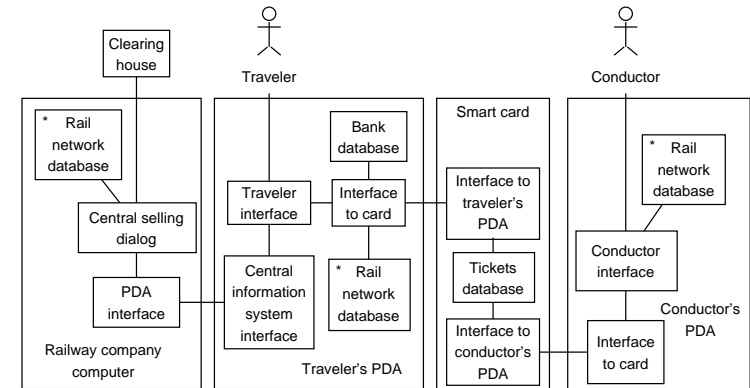 Clearing
house
Traveler
Conductor
* Rail
network
database
Central selling
dialog
PDA
interface
Railway company
computer
Bank
database
Traveler
interface
Interface
to card
Central
information
system
interface
* Rail
network
database
Traveler's PDA
Smart card
Interface to
traveler's
PDA
Tickets
database
Interface to
conductor's
PDA
* Rail
network
database
Conductor
interface
Conductor's
PDA
Interface
to card